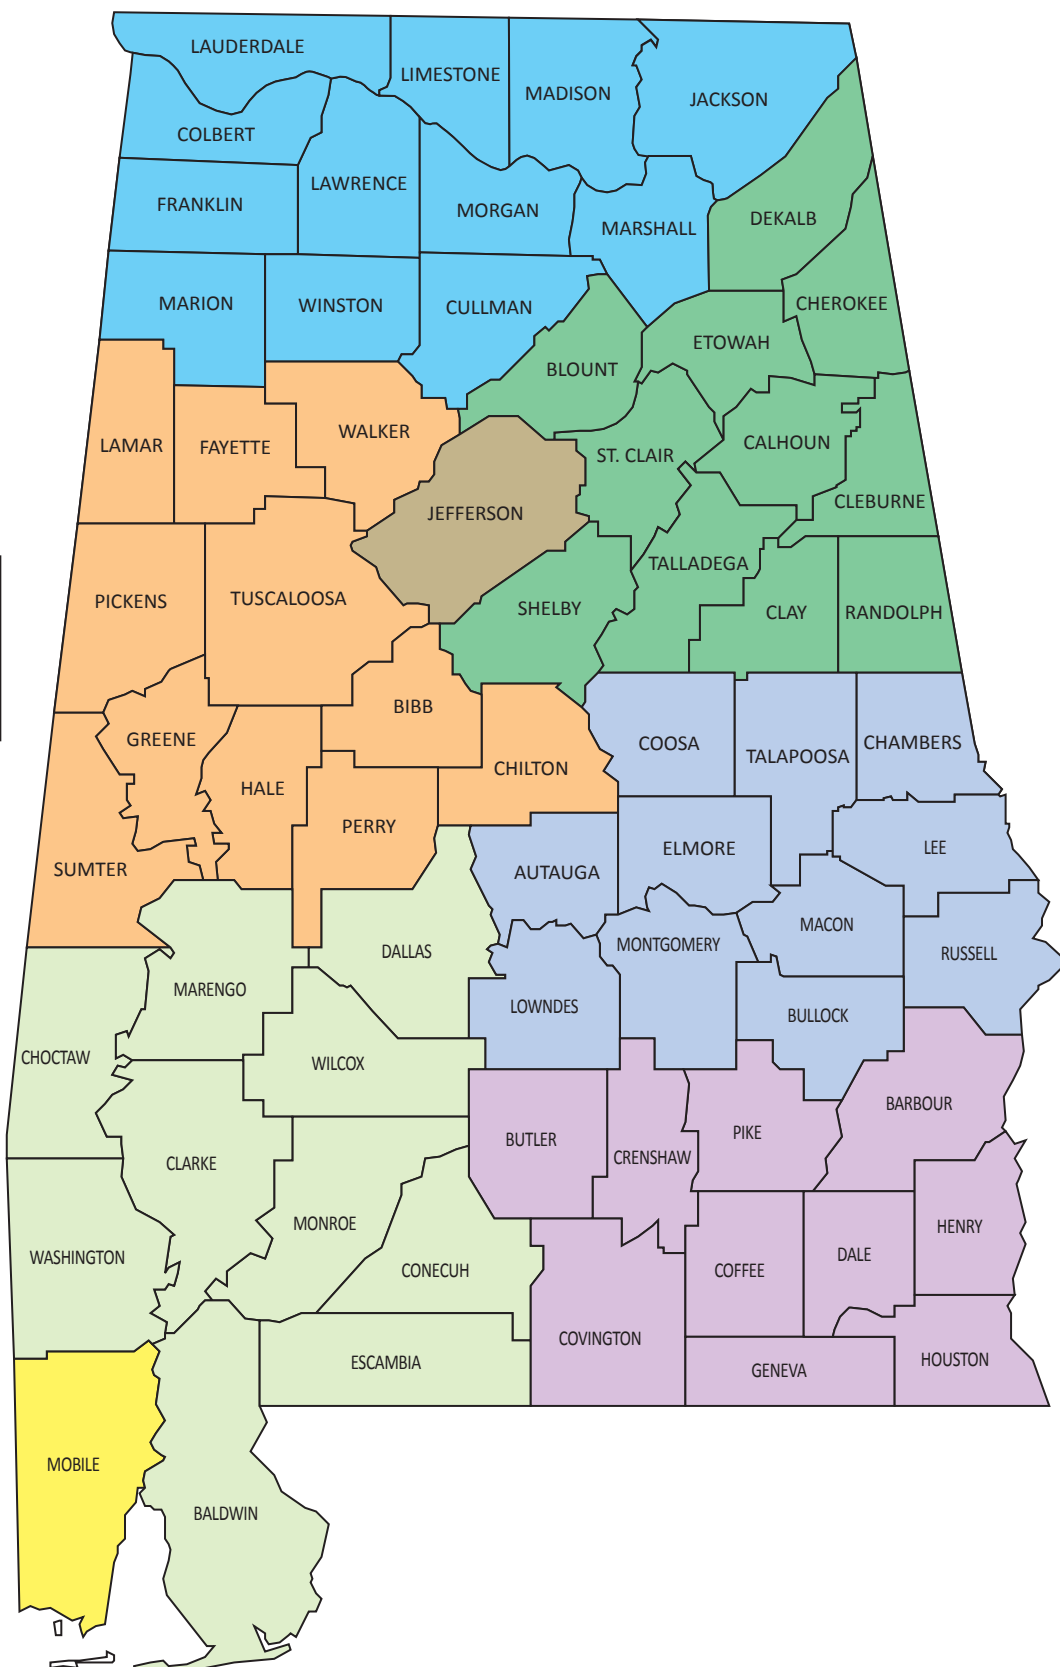 LAUDERDALE
LIMESTONE
MADISON
JACKSON
COLBERT
LAWRENCE
FRANKLIN
MORGAN
MARSHALL
DEKALB
MARION
WINSTON
CULLMAN
CHEROKEE
ETOWAH
BLOUNT
LAMAR
FAYETTE
WALKER
ST. CLAIR
CALHOUN
CLEBURNE
JEFFERSON
TALLADEGA
PICKENS
TUSCALOOSA
SHELBY
CLAY
RANDOLPH
BIBB
GREENE
COOSA
TALAPOOSA
CHAMBERS
HALE
CHILTON
PERRY
ELMORE
LEE
SUMTER
AUTAUGA
MACON
DALLAS
MONTGOMERY
RUSSELL
MARENGO
LOWNDES
BULLOCK
CHOCTAW
WILCOX
BARBOUR
BUTLER
PIKE
CLARKE
CRENSHAW
MONROE
HENRY
WASHINGTON
CONECUH
COFFEE
DALE
COVINGTON
ESCAMBIA
GENEVA
HOUSTON
MOBILE
BALDWIN